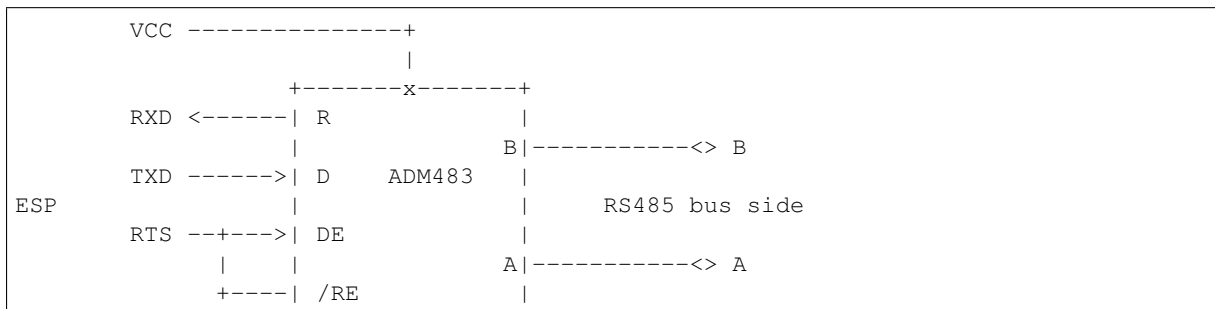 VCC ---------------+
                           |
                   +-------x-------+
        RXD <------| R             |
                   |              B|-----------<> B
        TXD ------>| D    ADM483   |
ESP                |               |     RS485 bus side
        RTS --+--->| DE            |
              |    |              A|-----------<> A
              +----| /RE           |